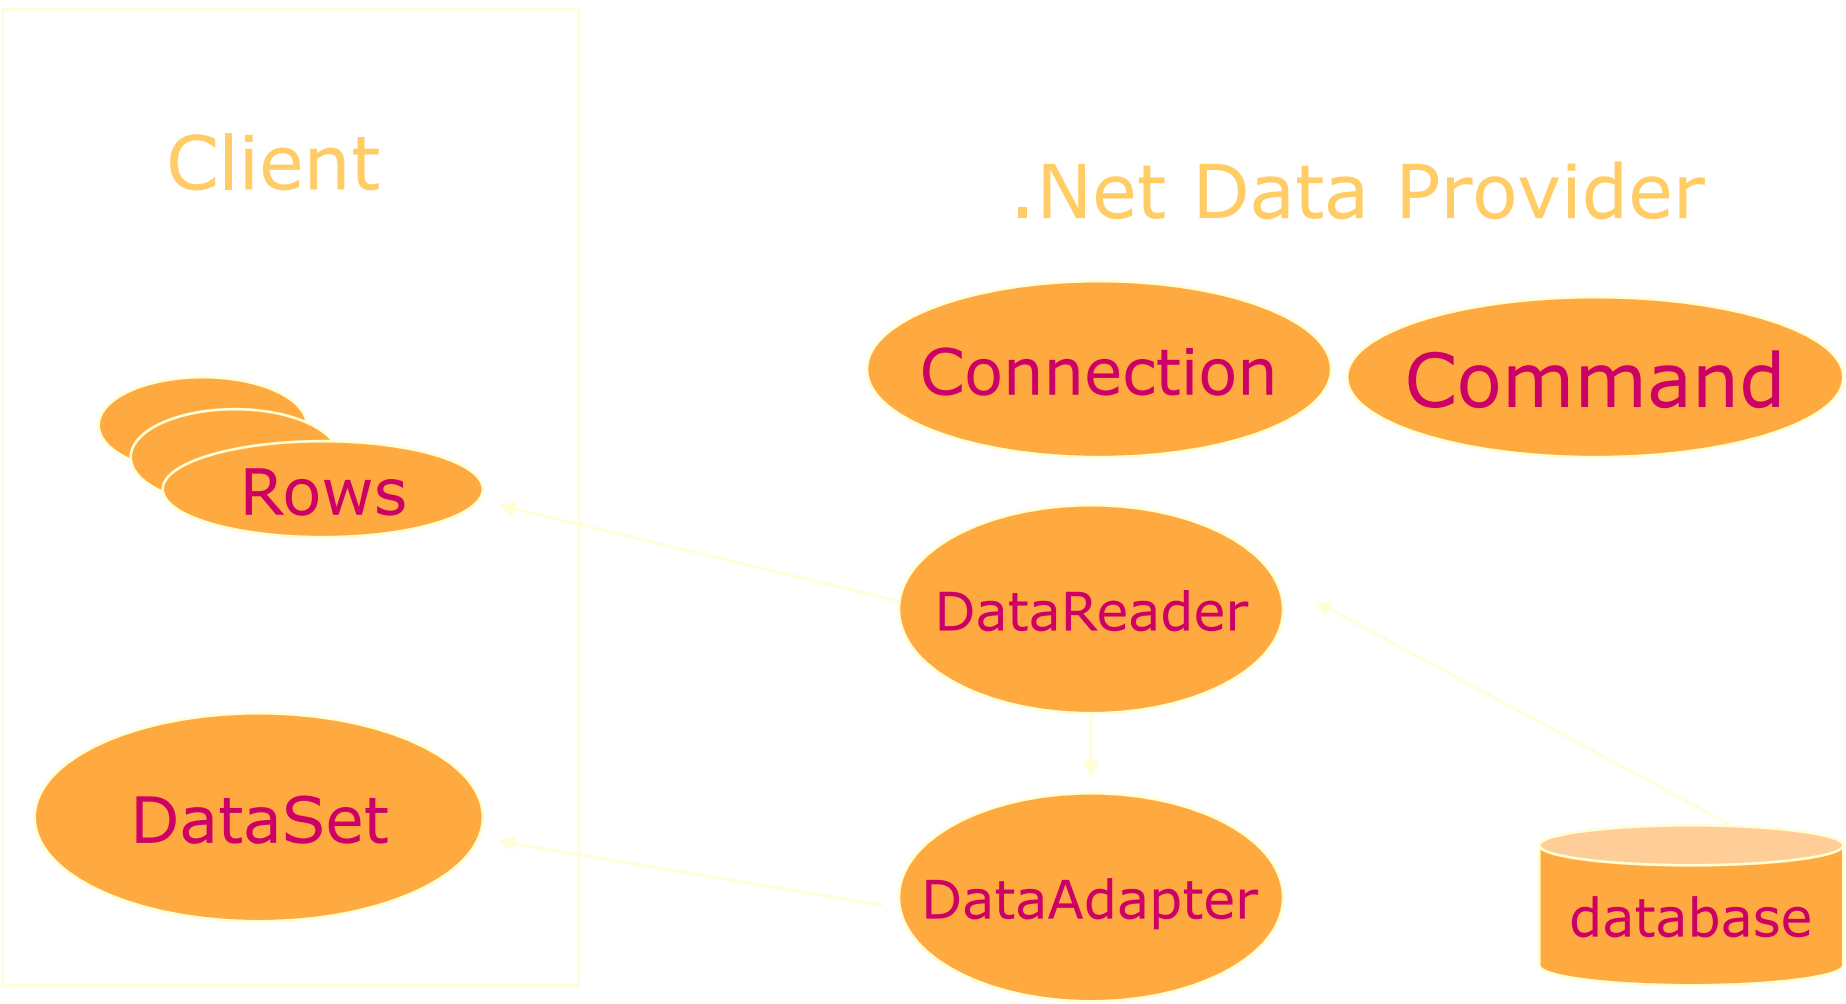 Client
.Net Data Provider
Connection
Command
Rows
DataReader
DataSet
DataAdapter
database